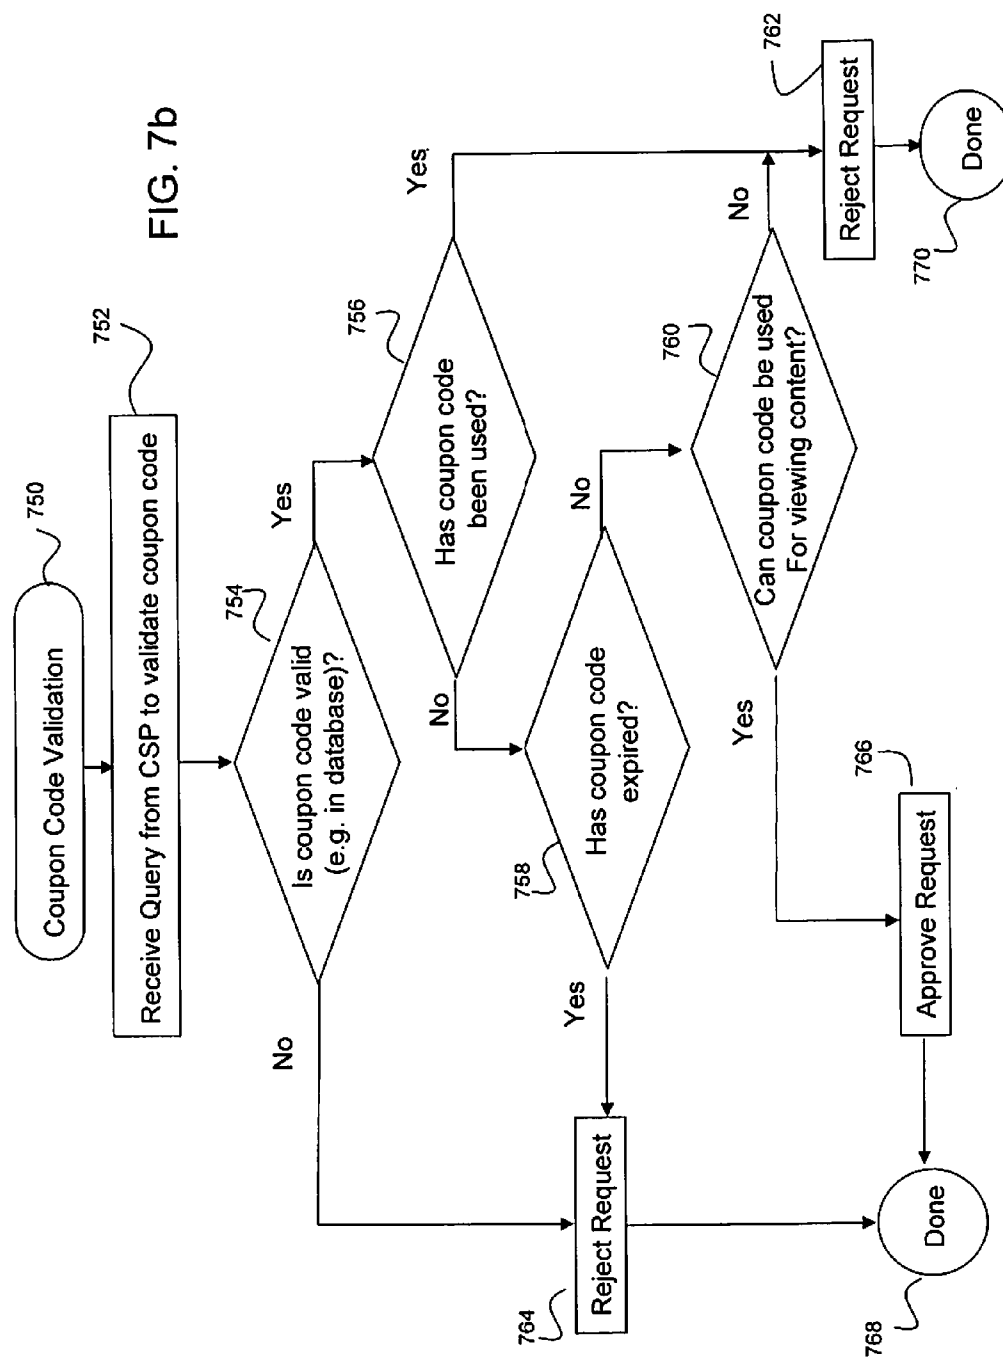 FIG. 7b
750
Coupon Code Validation
752
Receive Query from CSP to validate coupon code
754
Is coupon code valid
(e.g. in database)?
No
Yes
756
Has coupon code
been used?
No
Yes
758
Has coupon code
expired?
Yes
No
760
Can coupon code be used
For viewing content?
Yes
No
764
Reject Request
766
Approve Request
762
Reject Request
768
Done
770
Done